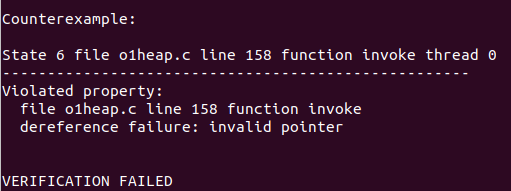 Counterexample:
State 6 file o1heap.c line 158 function invoke thread 0
----------------------------------------------------
Violated property:
file o1heap.c line 158 function invoke
dereference failure: invalid pointer
VERIFICATION FAILED